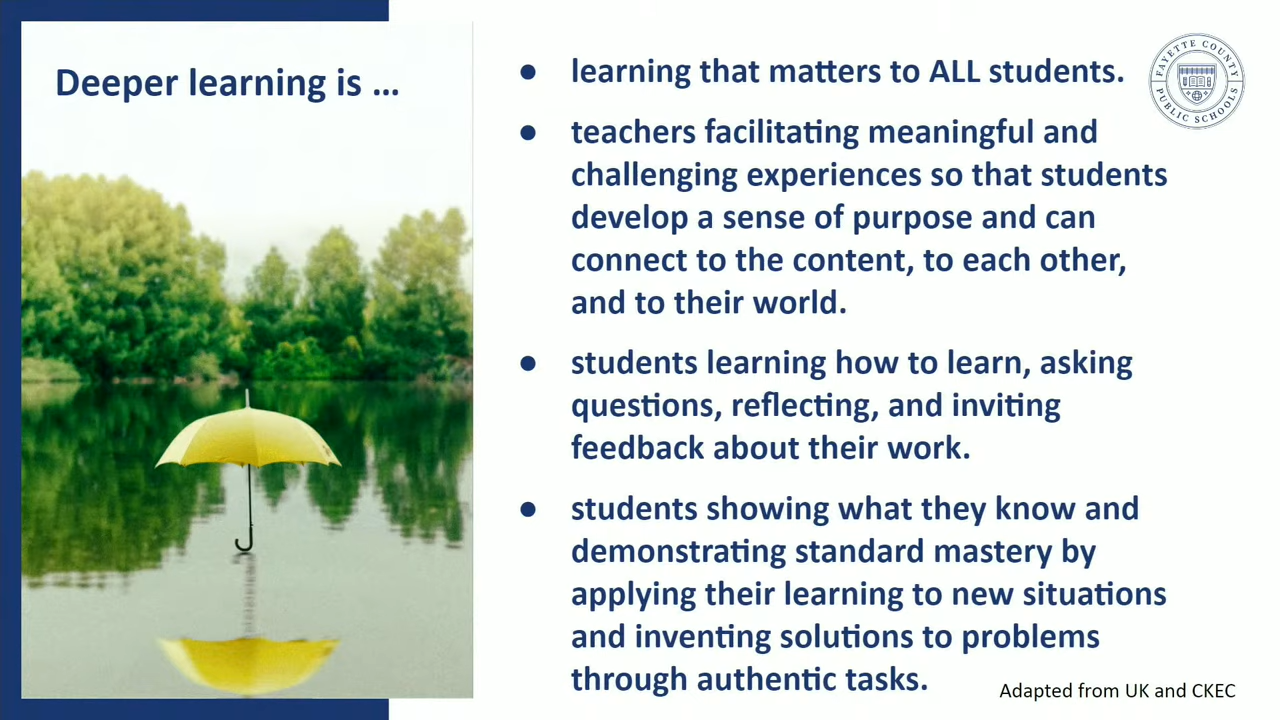 Deeper learning is ...
● learning that matters to ALL students.
● teachers facilitating meaningful and
challenging experiences so that students
develop a sense of purpose and can
connect to the content, to each other,
and to their world.
● students learning how to learn, asking
questions, reflecting, and inviting
feedback about their work.
● students showing what they know and
demonstrating standard mastery by
applying their learning to new situations
and inventing solutions to problems
through authentic tasks.
FAYETTE COUNTY
PUBLIC SCHOOLS
Adapted from UK and CKEC